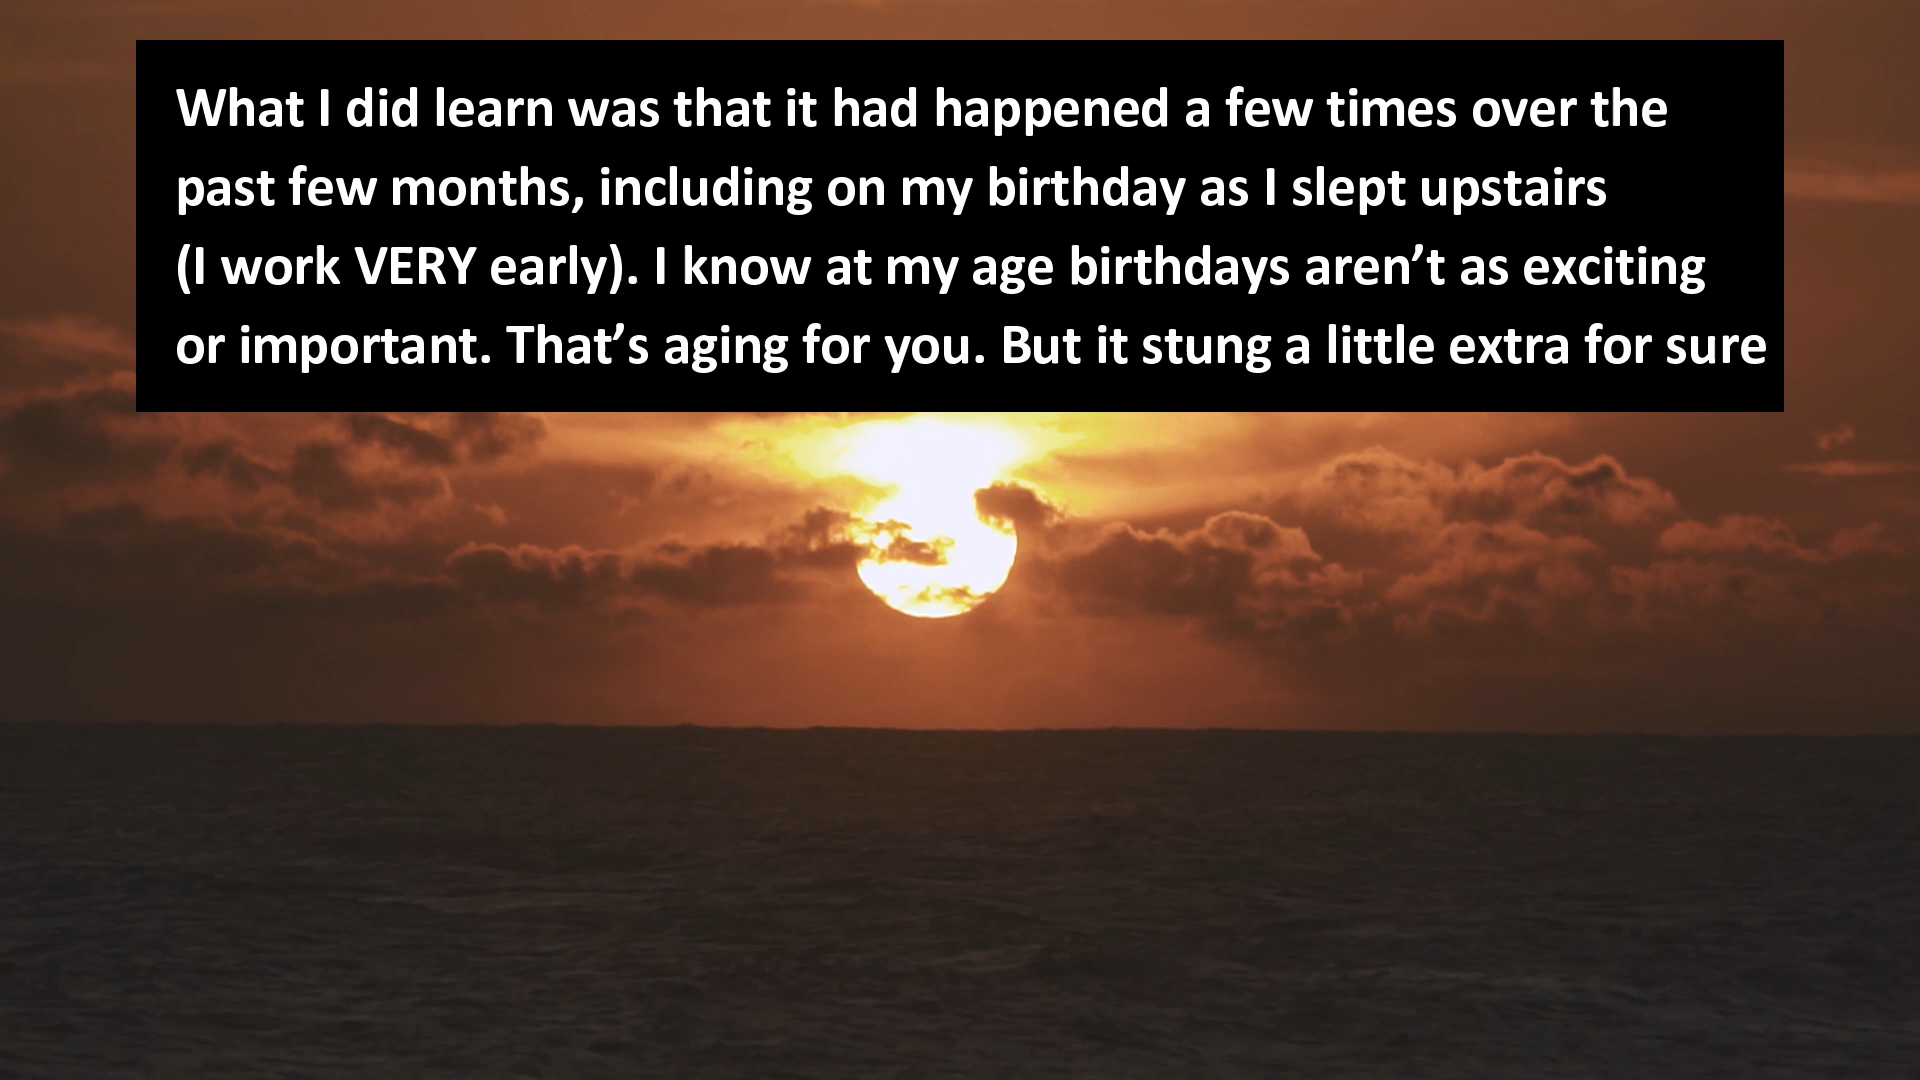 What I did learn was that it had happened a few times over the
past few months, including on my birthday as I slept upstairs
(I work VERY early). I know at my age birthdays aren’t as exciting
or important. That’s aging for you. But it stung a little extra for sure